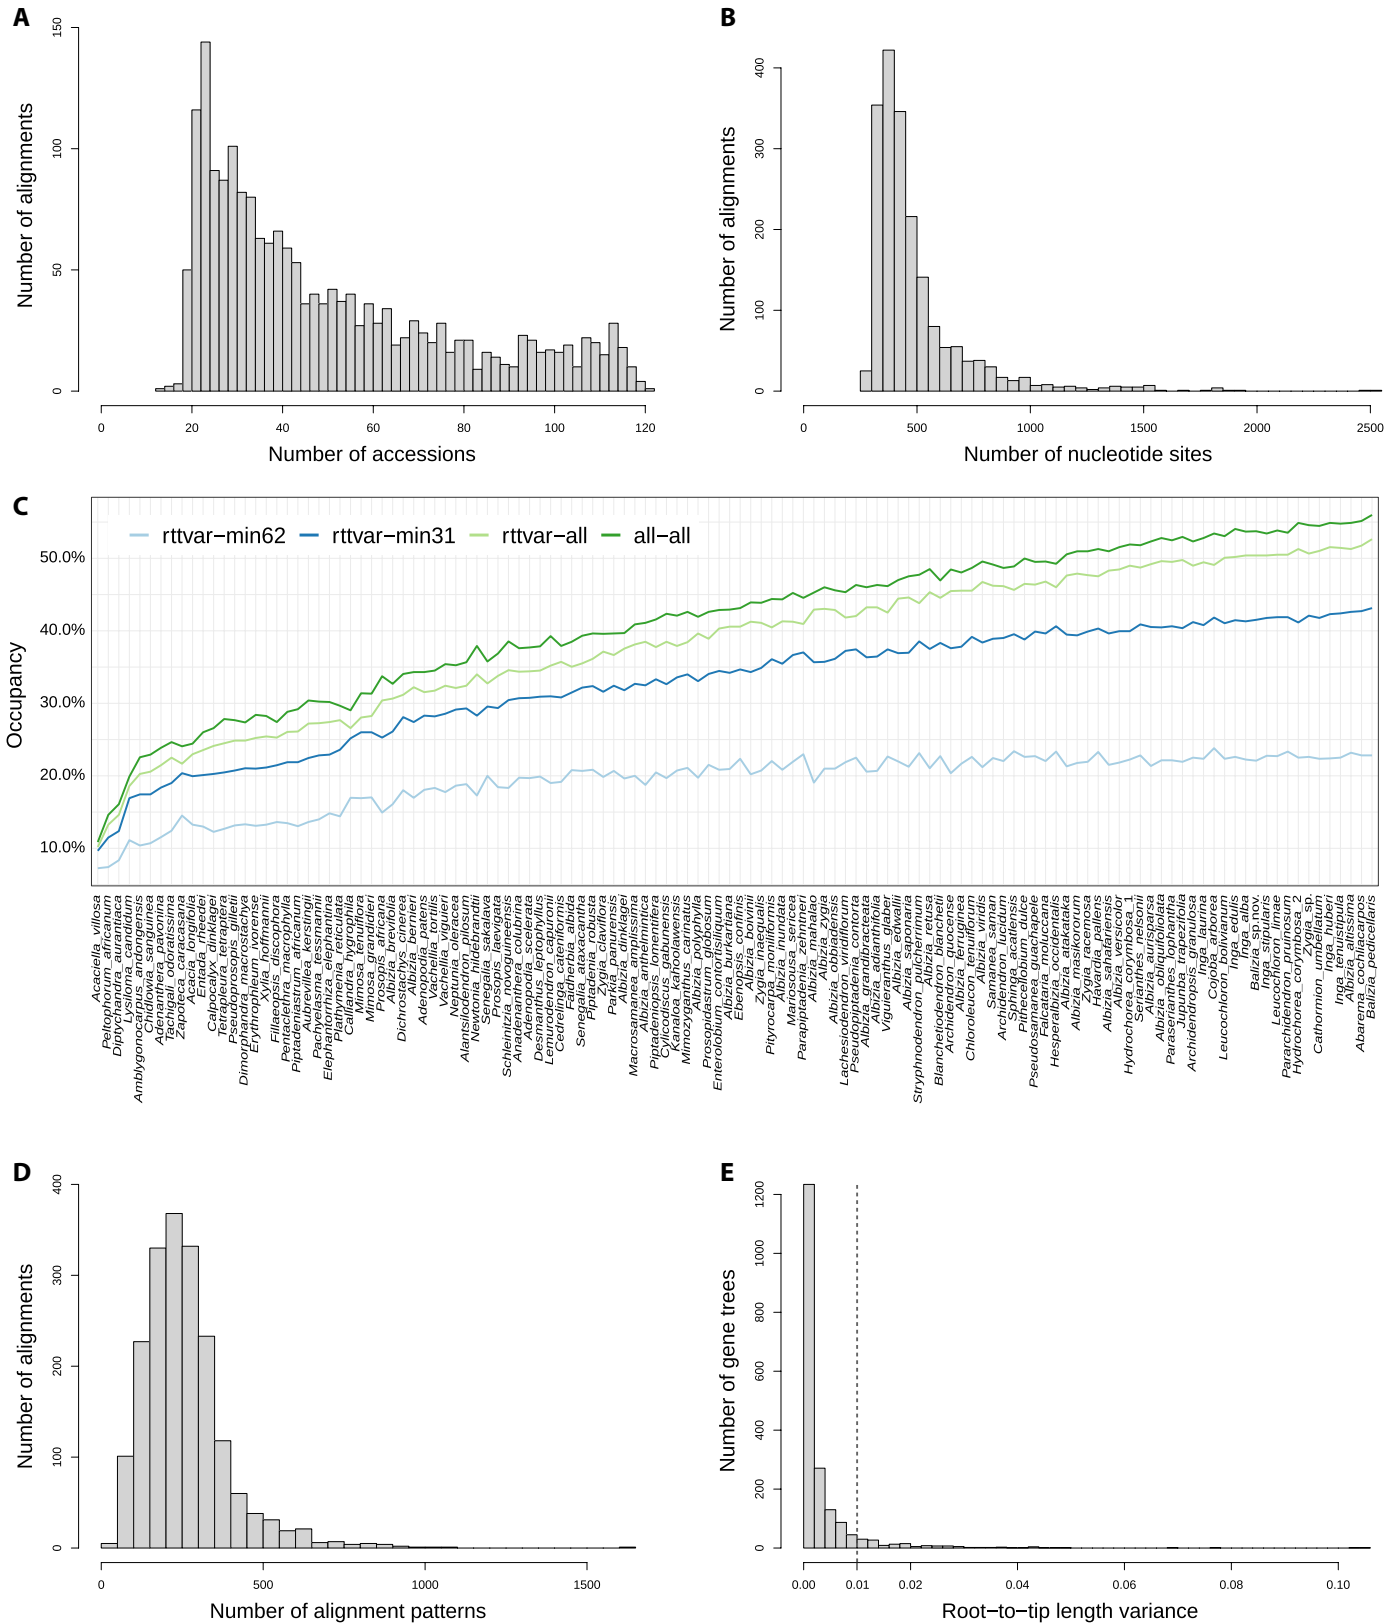 A
Number of alignments
0
50
100
150
0
20
40
60
80
100
120
Number of accessions
B
Number of alignments
0
100
200
300
400
0
500
1000
1500
2000
2500
Number of nucleotide sites
C
rttvar−min62 rttvar−min31 rttvar−all all−all
Occupancy
50.0%
40.0%
30.0%
20.0%
10.0%
Acaciella_villosa
Peltophorum_africanum
Diptychandra_aurantiaca
Lysiloma_candidum
Amblygonocarpus_andongensis
Chidlowia_sanguinea
Adenanthera_pavonina
Tachigali_odoratissima
Zapoteca_caracasana
Acacia_longifolia
Entada_rheedei
Calpocalyx_dinklagei
Tetrapleura_tetraptera
Pseudoprosopis_gilletii
Dimorphandra_macrostachya
Erythrophleum_ivorense
Xylia_hoffmannii
Fillaeopsis_discophora
Pentaclethra_macrophylla
Piptadeniastrum_africanum
Aubrevillea_kerstingii
Pachyelasma_tessmannii
Elephantorrhiza_elephantina
Plathymenia_reticulata
Calliandra_hygrophila
Mimosa_tenuiflora
Mimosa_grandidieri
Prosopis_africana
Albizia_brevifolia
Dichrostachys_cinerea
Albizia_bernieri
Adenopodia_patens
Vachellia_tortilis
Vachellia_viguieri
Neptunia_oleracea
Alantsilodendron_pilosum
Newtonia_hildebrandtii
Senegalia_sakalava
Prosopis_laevigata
Schleinitzia_novoguineensis
Anadenanthera_colubrina
Adenopodia_scelerata
Desmanthus_leptophyllus
Lemurodendron_capuronii
Cedrelinga_cateniformis
Faidherbia_albida
Senegalia_ataxacantha
Piptadenia_robusta
Zygia_claviflora
Parkia_panurensis
Albizia_dinklagei
Macrosamanea_amplissima
Albizia_anthelmintica
Piptadeniopsis_lomentifera
Cylicodiscus_gabunensis
Kanaloa_kahoolawensis
Mimozyganthus_carinatus
Albizia_polyphylla
Prosopidastrum_globosum
Enterolobium_contortisiliquum
Albizia_burkartiana
Ebenopsis_confinis
Albizia_boivinii
Zygia_inaequalis
Pityrocarpa_moniliformis
Albizia_inundata
Mariosousa_sericea
Parapiptadenia_zehntneri
Albizia_mahalao
Albizia_zygia
Albizia_obbiadensis
Lachesiodendron_viridiflorum
Pseudopiptadenia_contorta
Albizia_grandibracteata
Albizia_adianthifolia
Viguieranthus_glaber
Albizia_edwallii
Albizia_saponaria
Stryphnodendron_pulcherrimum
Albizia_retusa
Blanchetiodendron_blanchetii
Archidendron_quocense
Albizia_ferruginea
Chloroleucon_tenuiflorum
Albizia_aurisparsa
Samanea_saman
Archidendron_lucidum
Sphinga_acatlensis
Pithecellobium_dulce
Pseudosamanea_guachapele
Falcataria_moluccana
Hesperalbizia_occidentalis
Albizia_atakataka
Albizia_masikororum
Zygia_racemosa
Havardia_pallens
Albizia_sahafariensis
Albizia_versicolor
Hydrochorea_corymbosa_1
Serianthes_nelsonii
Albizia_aurisparsa
Albizia_obliquifoliolata
Paraserianthes_lophantha
Jupunba_trapezifolia
Archidendropsis_granulosa
Inga_laurina
Cojoba_arborea
Leucochloron_bolivianum
Inga_edulis
Inga_alba
Balizia_sp.nov.
Inga_stipularis
Leucochloron_limae
Pararchidendron_pruinosum
Hydrochorea_corymbosa_2
Zygia_sp.
Cathormion_umbellatum
Inga_huberi
Inga_tenuistipula
Albizia_altissima
Abarema_cochliacarpos
Balizia_pedicellaris
D
Number of alignments
0
100
200
300
400
0
500
1000
1500
Number of alignment patterns
E
Number of gene trees
0
200
400
600
800
1000
1200
0.00
0.01
0.02
0.04
0.06
0.08
0.10
Root−to−tip length variance